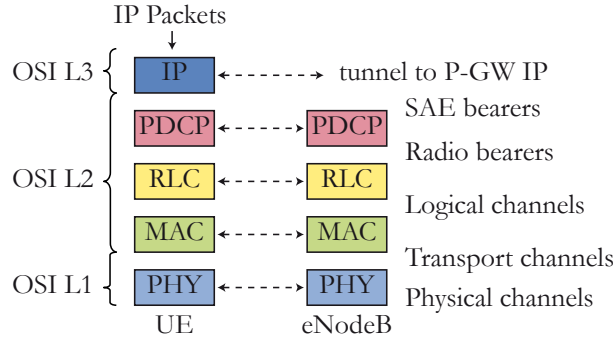 IP Packets
OSI L3
IP
tunnel to P-GW IP
SAE bearers
PDCP
PDCP
Radio bearers
OSI L2
RLC
RLC
Logical channels
MAC
MAC
Transport channels
OSI L1
PHY
PHY
Physical channels
UE
eNodeB